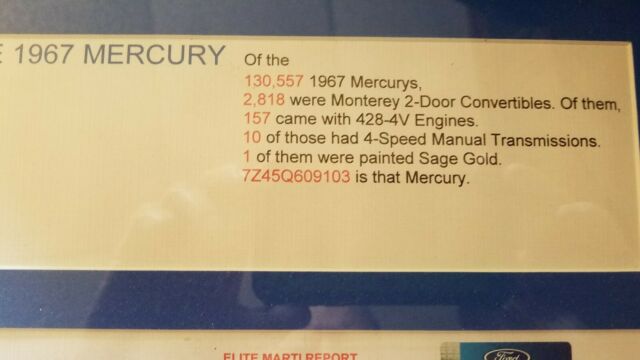 E 1967 MERCURY
Of the
130,557 1967 Mercurys,
2,818 were Monterey 2-Door Convertibles. Of them,
157 came with 428-4V Engines.
10 of those had 4-Speed Manual Transmissions.
1 of them were painted Sage Gold.
7Z45Q609103 is that Mercury.
ELITE MARTI REPORT
Ford